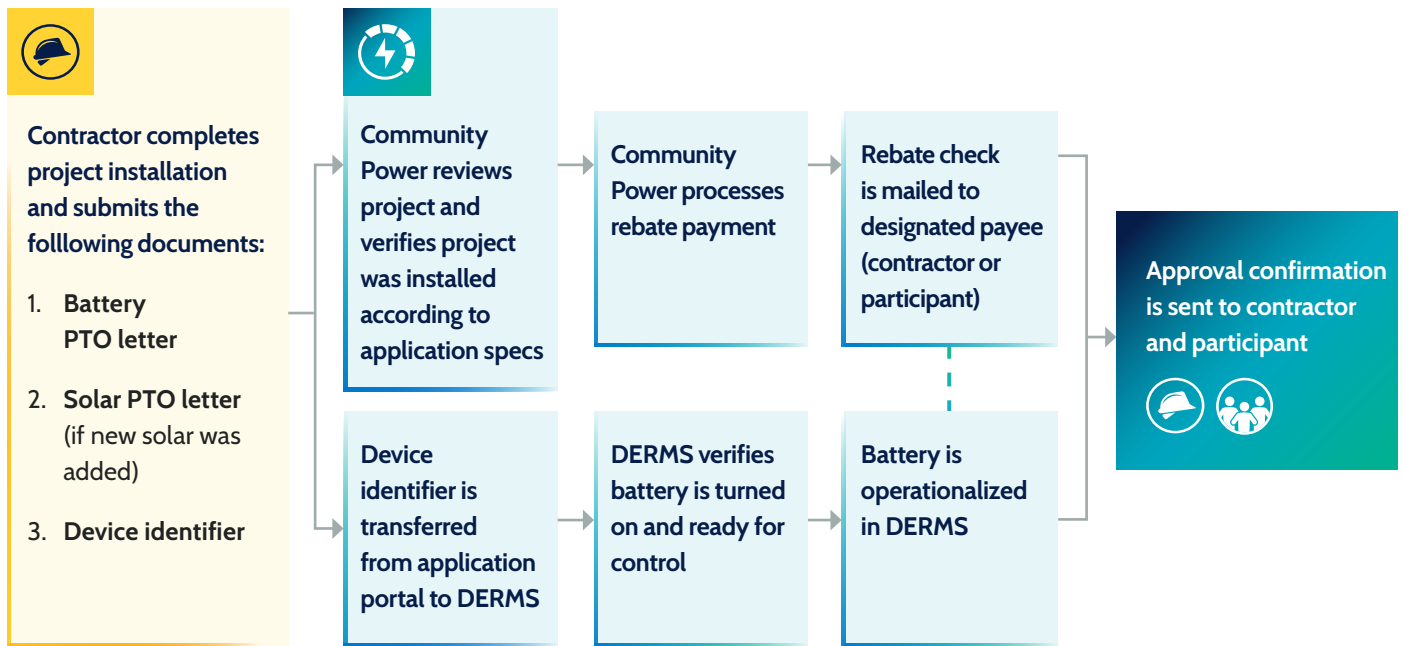 Contractor completes
project installation
and submits the
folllowing documents:
1. Battery
PTO letter
2. Solar PTO letter
(if new solar was
added)
3. Device identifier
Community
Power reviews
project and
verifies project
was installed
according to
application specs
Community
Power processes
rebate payment
Rebate check
is mailed to
designated payee
(contractor or
participant)
Device
identifier is
transferred
from application
portal to DERMS
DERMS verifies
battery is turned
on and ready for
control
Battery is
operationalized
in DERMS
Approval confirmation
is sent to contractor
and participant